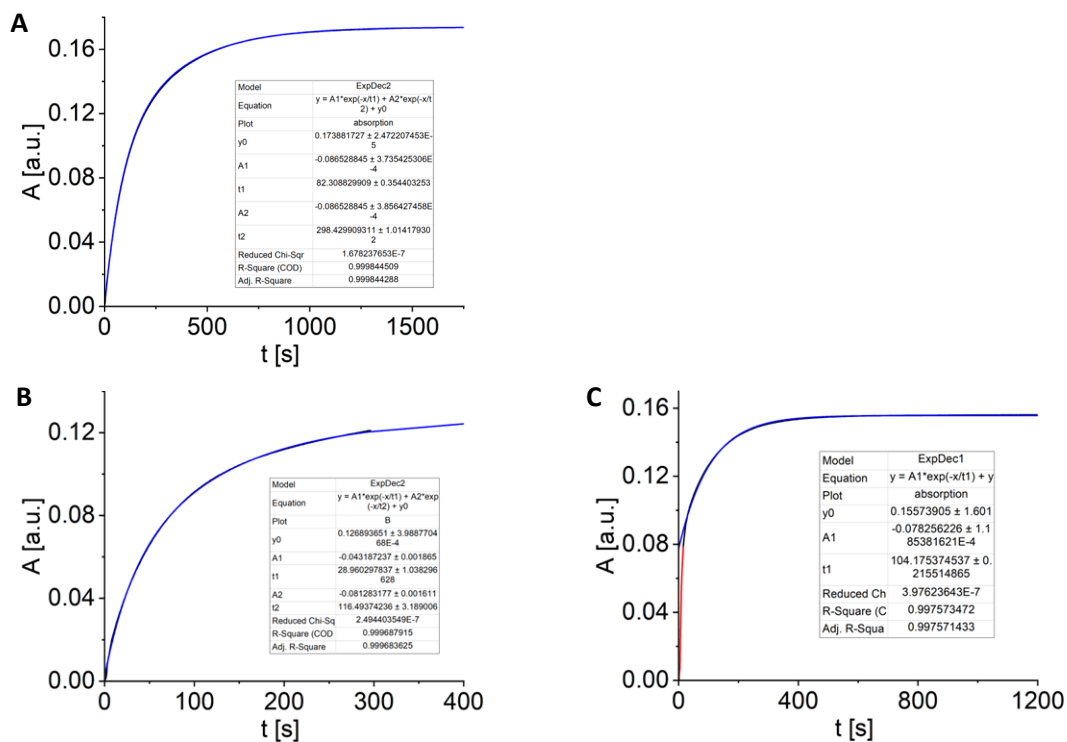 A
A [a.u.]
0.16
0.12
0.08
0.04
0.00
0 500 1000 1500
t [s]
Model ExpDec2
Equation y = A1*exp(-x/t1) + A2*exp(-x/t
2) + y0
Plot absorption
y0 0.173881727 ± 2.472207453E-
5
A1 -0.086528845 ± 3.735425306E
-4
t1 82.308829909 ± 0.354403253
A2 -0.086528845 ± 3.856427458E
-4
t2 298.429909311 ± 1.01417930
2
Reduced Chi-Sqr 1.678237653E-7
R-Square (COD) 0.999844509
Adj. R-Square 0.999844288
B
A [a.u.]
0.12
0.08
0.04
0.00
0 100 200 300 400
t [s]
Model ExpDec2
Equation y = A1*exp(-x/t1) + A2*exp
(-x/t2) + y0
Plot B
y0 0.126893651 ± 3.9887704
68E-4
A1 -0.043187237 ± 0.001865
t1 28.960297837 ± 1.038296
628
A2 -0.081283177 ± 0.001611
t2 116.49374236 ± 3.189006
Reduced Chi-Sq 2.494403549E-7
R-Square (COD 0.999687915
Adj. R-Square 0.999683625
C
A [a.u.]
0.16
0.12
0.08
0.04
0.00
0 400 800 1200
t [s]
Model ExpDec1
Equation y = A1*exp(-x/t1) + y
Plot absorption
y0 0.15573905 ± 1.601
A1 -0.078256226 ± 1.1
85381621E-4
t1 104.175374537 ± 0.
215514865
Reduced Ch 3.97623643E-7
R-Square (C 0.997573472
Adj. R-Squa 0.997571433